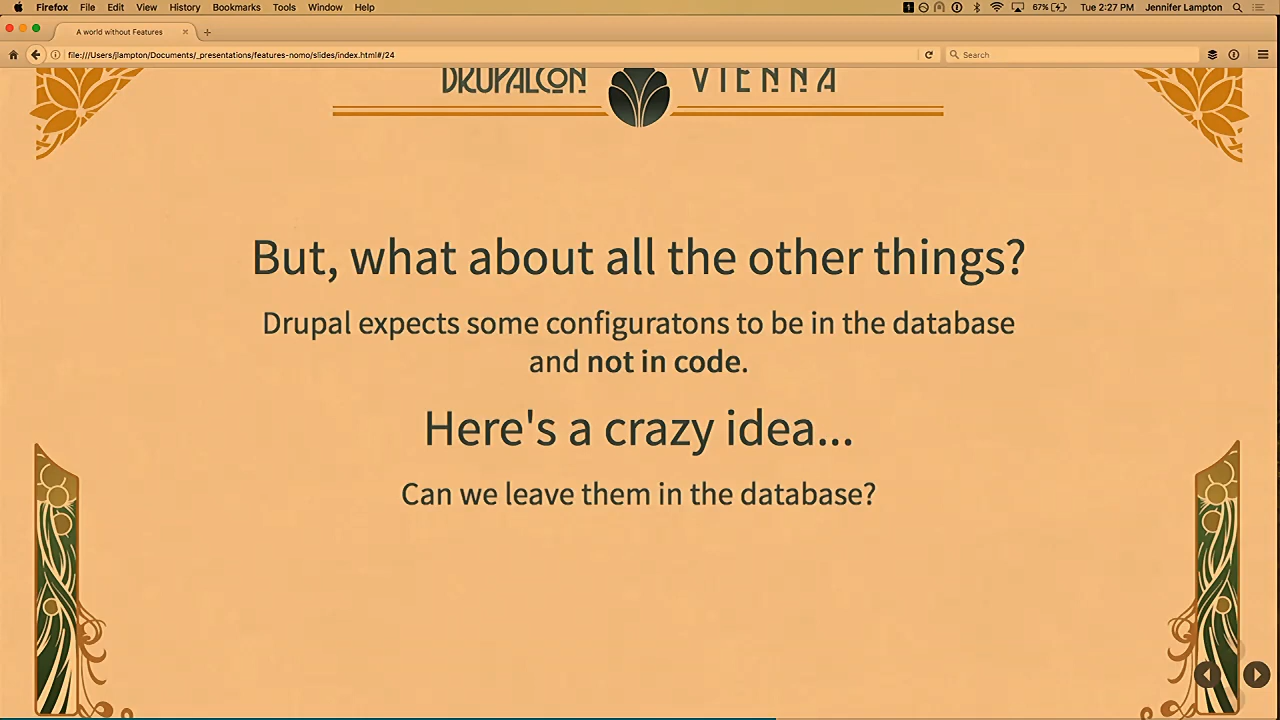 Firefox File Edit View History Bookmarks Tools Window Help 1 67% Tue 2:27 PM Jennifer Lampton
A world without Features
file:///Users/jlampton/Documents/_presentations/features-nomo/slides/index.html#/24 Search
DRUPALCON VIENNA
But, what about all the other things?
Drupal expects some configuratons to be in the database
and not in code.
Here's a crazy idea...
Can we leave them in the database?